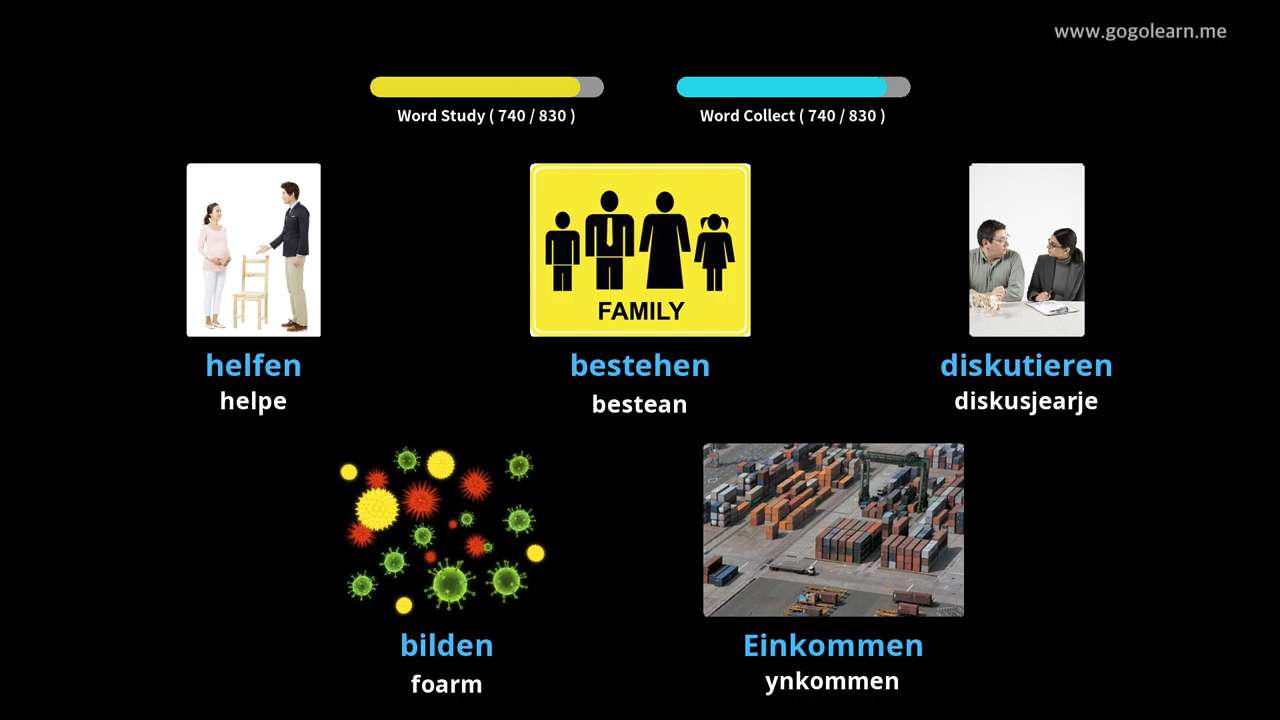 www.gogolearn.me
Word Study ( 740 / 830 )
Word Collect ( 740 / 830 )
FAMILY
helfen
helpe
bestehen
bestean
diskutieren
diskusjearje
bilden
foarm
Einkommen
ynkommen